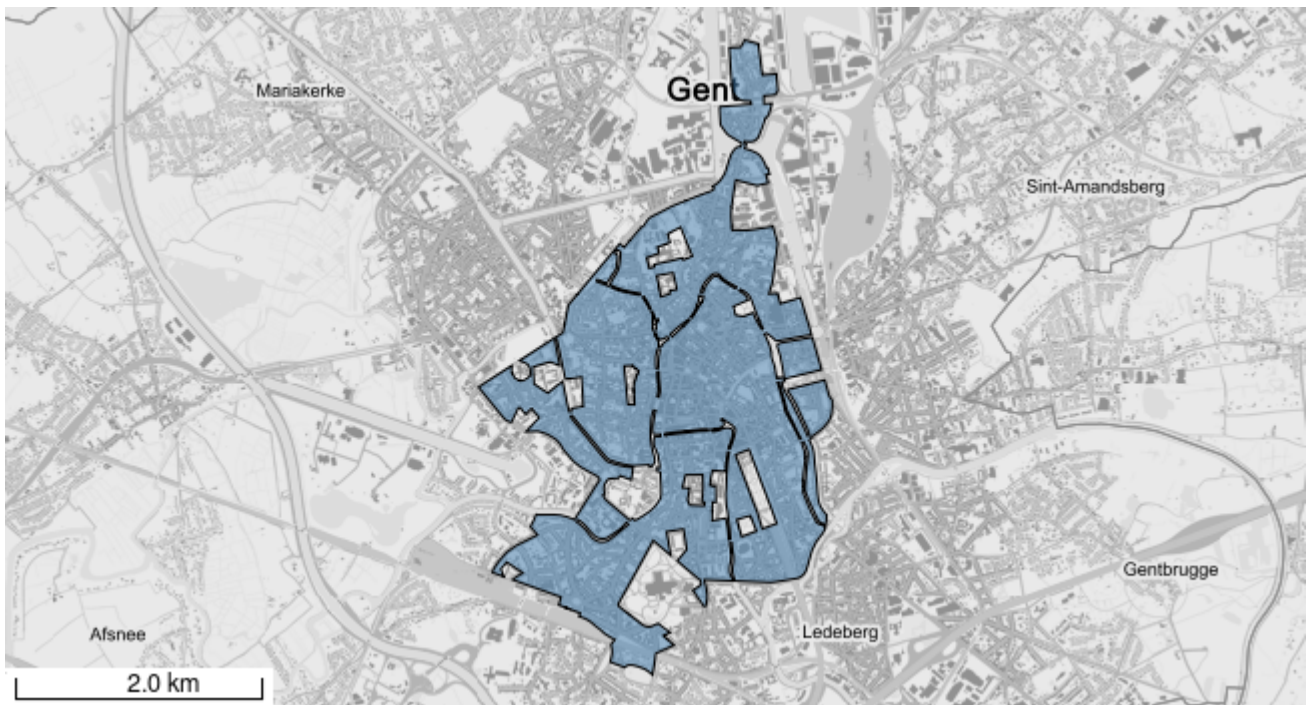 Gent
Mariakerke
Sint-Amandsberg
Gentbrugge
Afsnee
Ledeberg
2.0 km